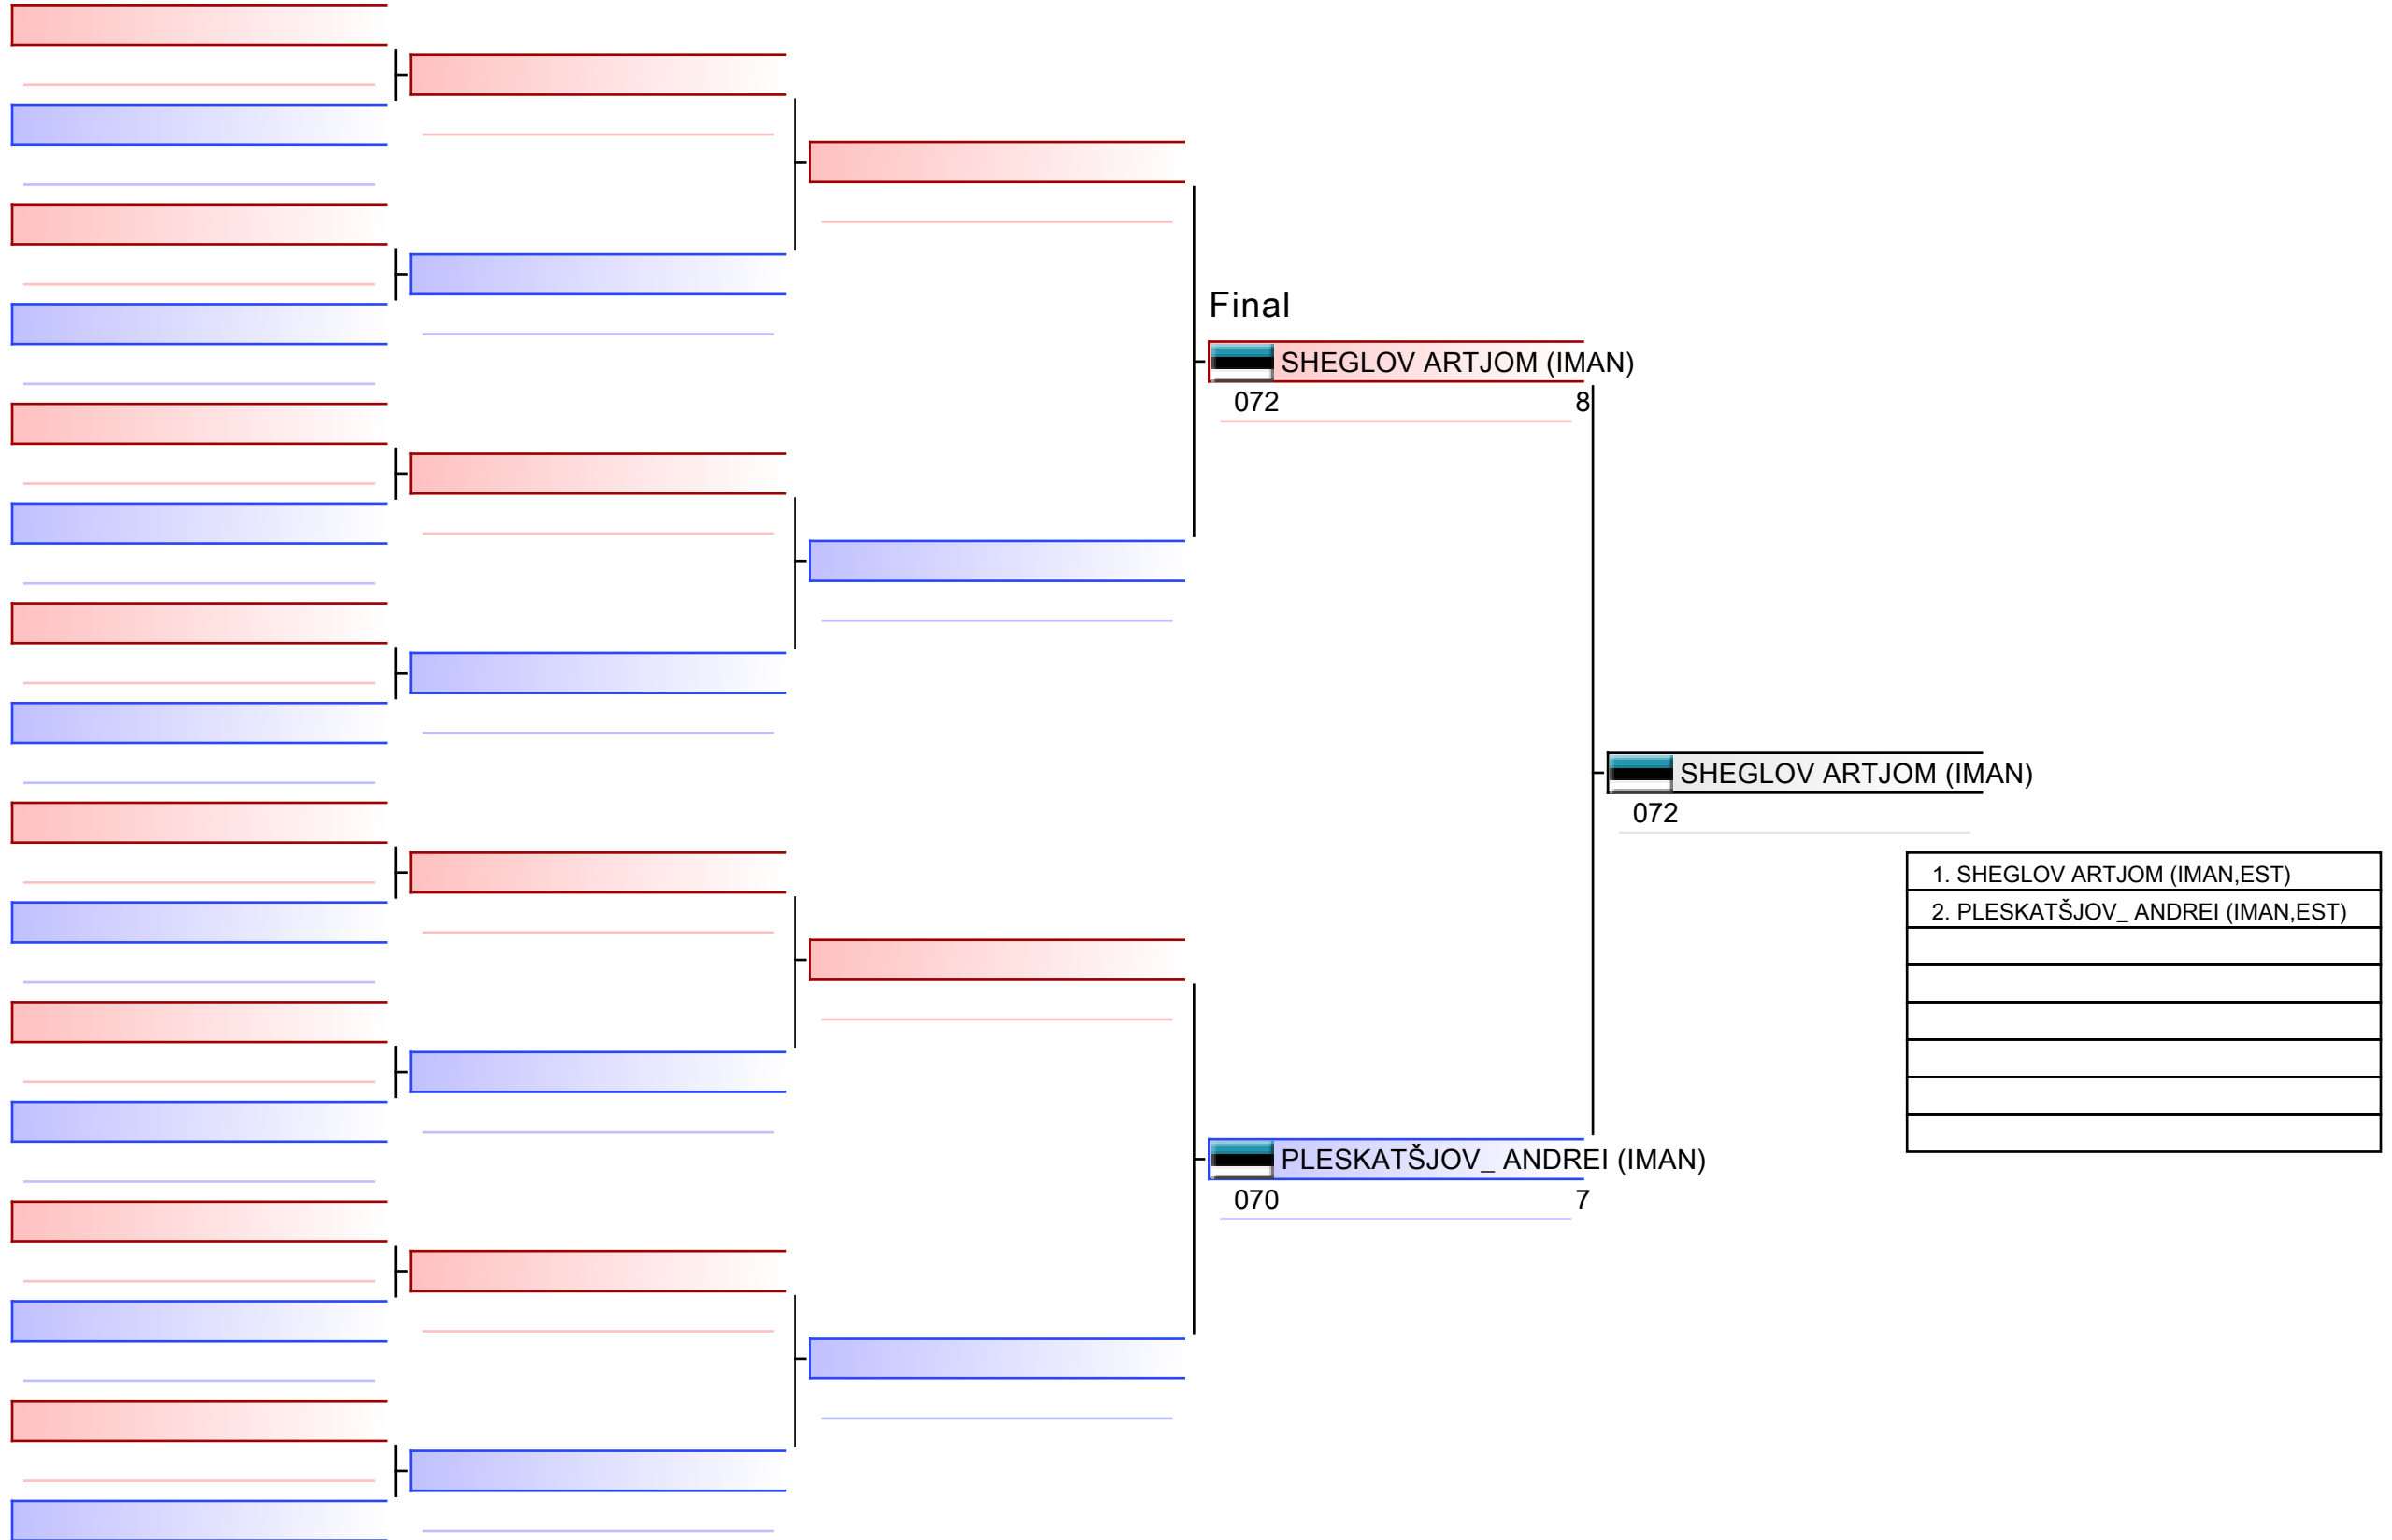 Final
SHEGLOV ARTJOM (IMAN)
072 8
SHEGLOV ARTJOM (IMAN)
072
1. SHEGLOV ARTJOM (IMAN,EST)
2. PLESKATŠJOV_ ANDREI (IMAN,EST)
PLESKATŠJOV_ ANDREI (IMAN)
070 7